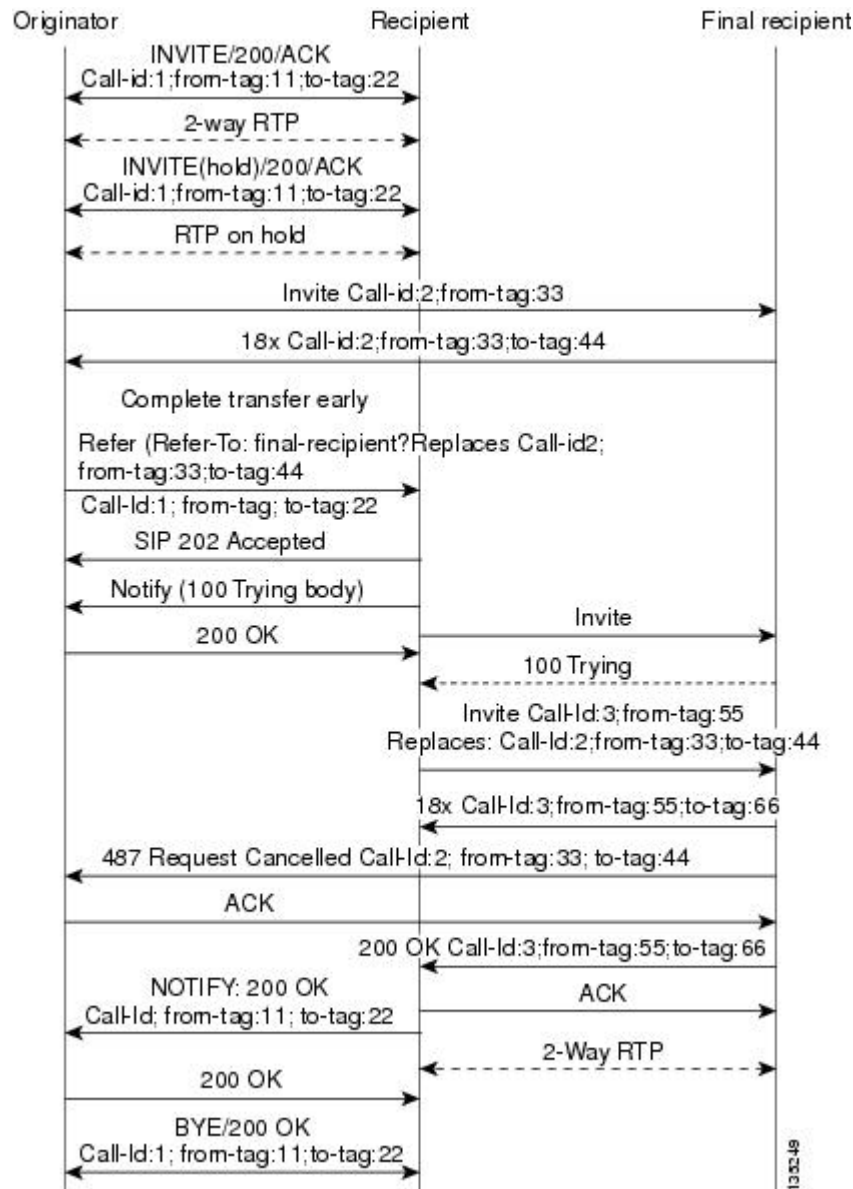 Originator Recipient Final recipient
INVITE/200/ACK
Call-id:1;from-tag:11;to-tag:22
2-way RTP
INVITE(hold)/200/ACK
Call-id:1;from-tag:11;to-tag:22
RTP on hold
Invite Call-id:2;from-tag:33
18x Call-id:2;from-tag:33;to-tag:44
Complete transfer early
Refer (Refer-To: final-recipient?Replaces Call-id2;
from-tag:33;to-tag:44
Call-Id:1; from-tag; to-tag:22
SIP 202 Accepted
Notify (100 Trying body)
Invite
200 OK
100 Trying
Invite Call-Id:3;from-tag:55
Replaces: Call-Id:2;from-tag:33;to-tag:44
18x Call-Id:3;from-tag:55;to-tag:66
487 Request Cancelled Call-Id:2; from-tag:33; to-tag:44
ACK
200 OK Call-Id:3;from-tag:55;to-tag:66
NOTIFY: 200 OK
Call-Id; from-tag:11; to-tag:22
ACK
2-Way RTP
200 OK
BYE/200 OK
Call-Id:1; from-tag:11;to-tag:22
135249